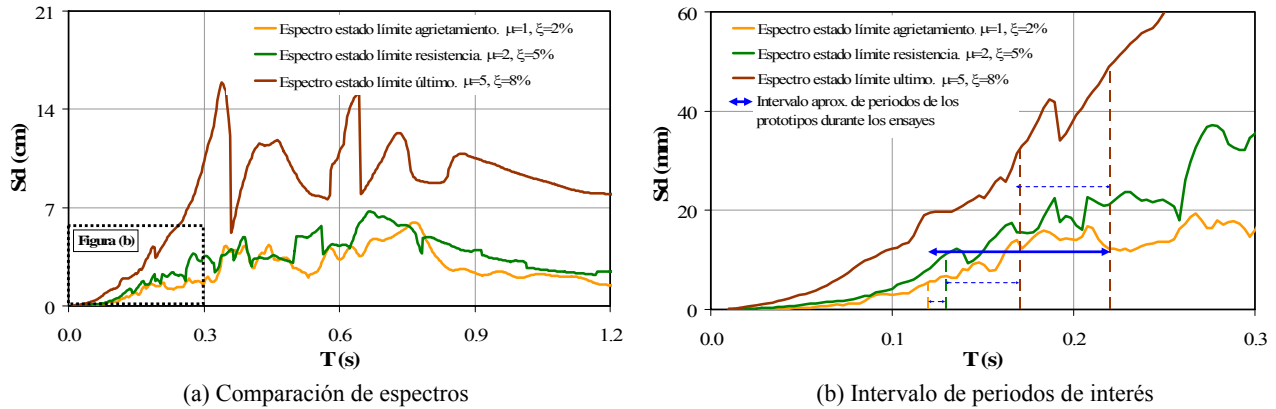 21
14
7
0
Sd (cm)
Espectro estado límite agrietamiento. μ=1, ξ=2%
Espectro estado límite resistencia. μ=2, ξ=5%
Espectro estado límite último. μ=5, ξ=8%
Figura (b)
0.0 0.3 0.6 0.9 1.2
T (s)
(a) Comparación de espectros
60
40
20
0
Sd (mm)
Espectro estado límite agrietamiento. μ=1, ξ=2%
Espectro estado límite resistencia. μ=2, ξ=5%
Espectro estado límite ultimo. μ=5, ξ=8%
Intervalo aprox. de periodos de los
prototipos durante los ensayes
0.0 0.1 0.2 0.3
T (s)
(b) Intervalo de periodos de interés